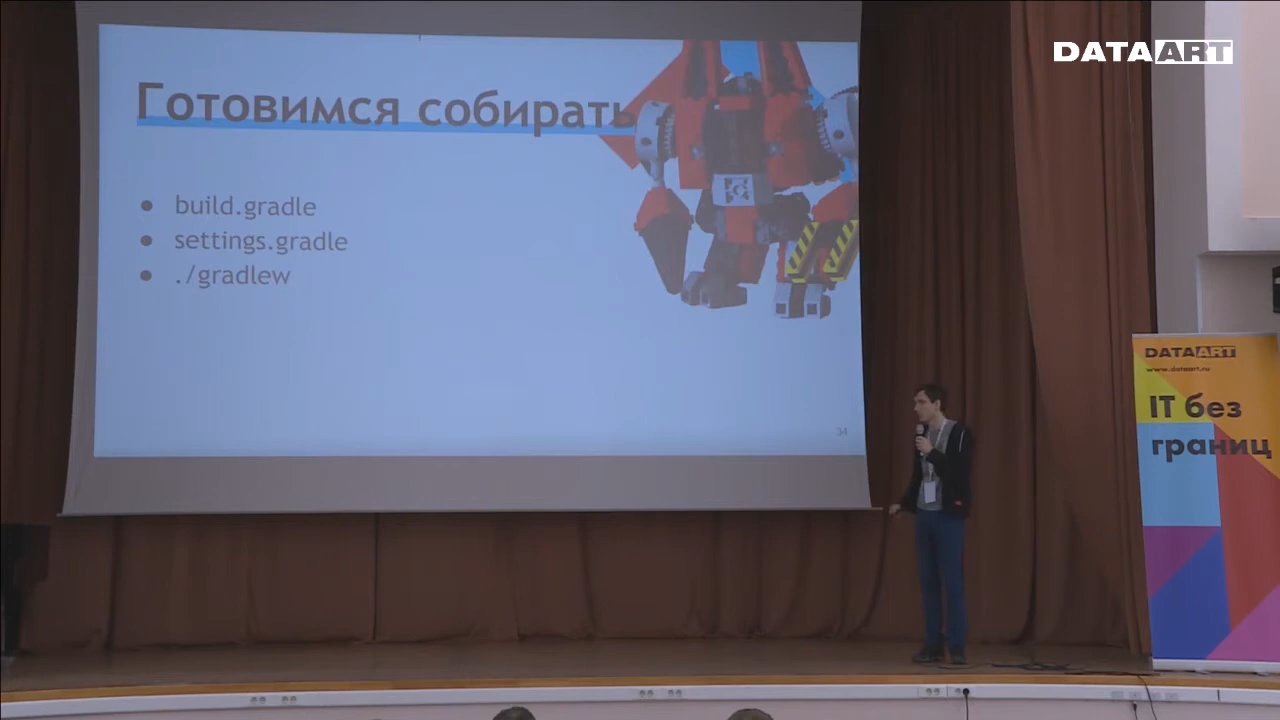 DATAART
Готовимся собирать
build.gradle
settings.gradle
./gradlew
34
DATAART
www.dataart.ru
IT без
границ